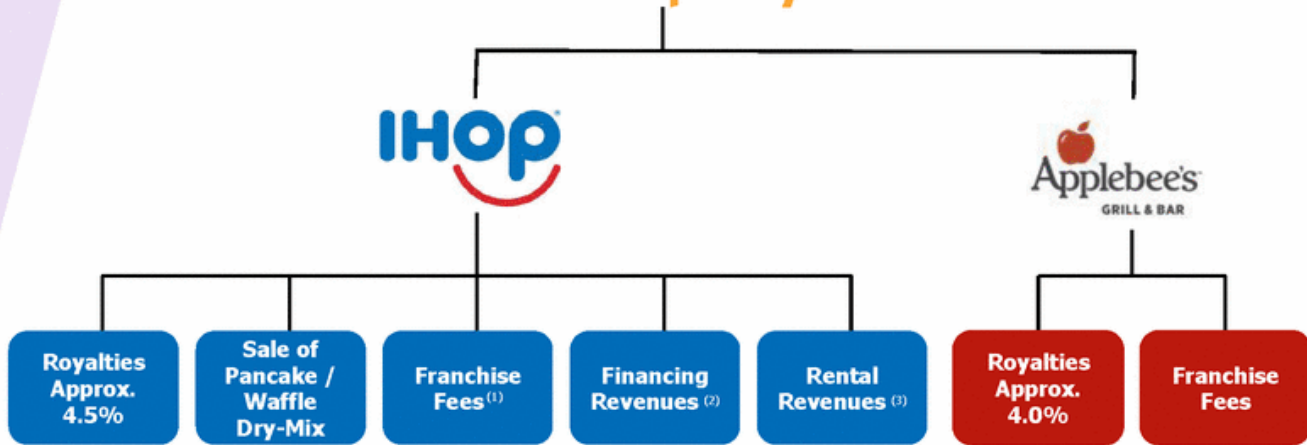 IHOP
Applebee's
GRILL & BAR
Royalties
Approx.
4.5%
Sale of
Pancake /
Waffle
Dry-Mix
Franchise
Fees(1)
Financing
Revenues (2)
Rental
Revenues (3)
Royalties
Approx.
4.0%
Franchise
Fees